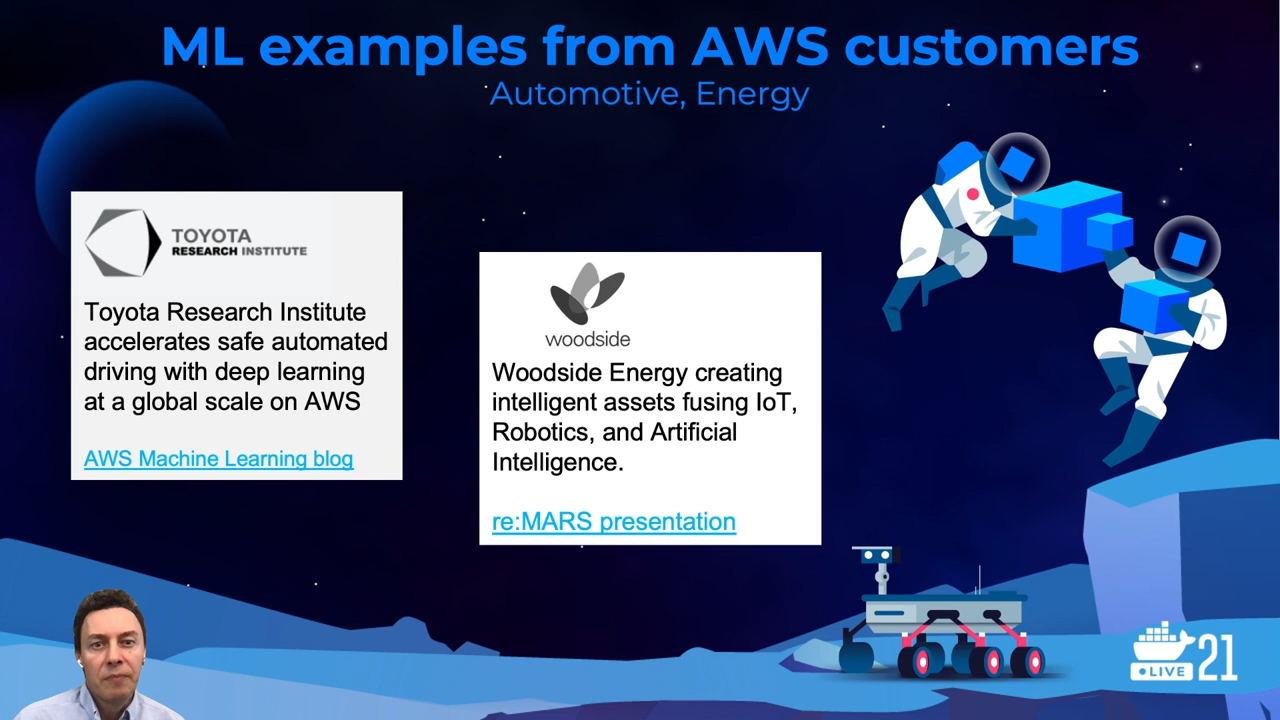 ML examples from AWS customers
Automotive, Energy
TOYOTA
RESEARCH INSTITUTE
Toyota Research Institute
accelerates safe automated
driving with deep learning
at a global scale on AWS
AWS Machine Learning blog
woodside
Woodside Energy creating
intelligent assets fusing IoT,
Robotics, and Artificial
Intelligence.
re:MARS presentation
LIVE 21